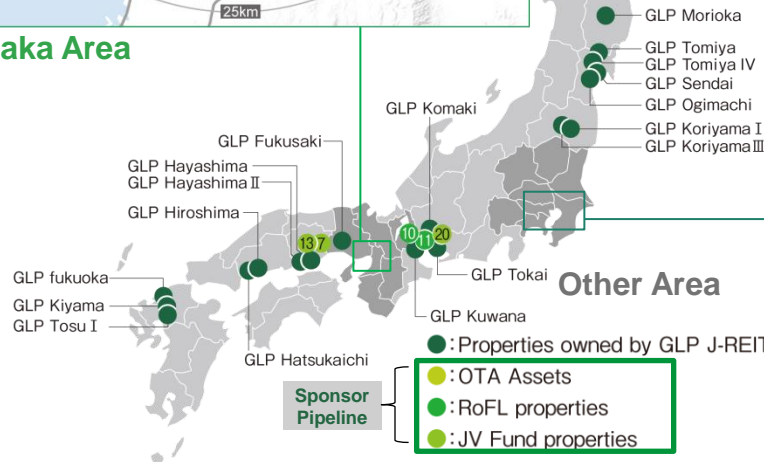 25km
aka Area
GLP Morioka
GLP Tomiya
GLP Tomiya IV
GLP Sendai
GLP Ogimachi
GLP Koriyama I
GLP Koriyama III
GLP Komaki
GLP Fukusaki
GLP Hayashima
GLP Hayashima II
GLP Hiroshima
13 7
10
11
20
GLP fukuoka
GLP Kiyama
GLP Tosu I
GLP Tokai
Other Area
GLP Kuwana
GLP Hatsukaichi
: Properties owned by GLP J-REIT
Sponsor
Pipeline
: OTA Assets
: RoFL properties
: JV Fund properties